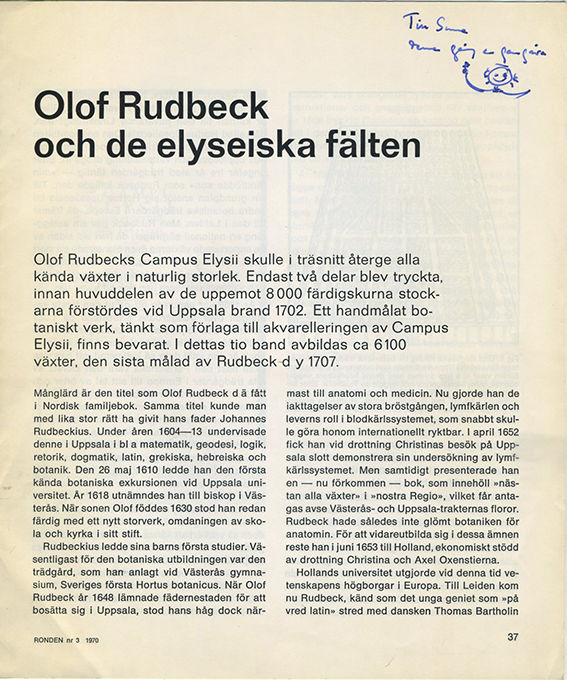 Olof Rudbeck
och de elyseiska fälten
Olof Rudbecks Campus Elysii skulle i träsnitt återge alla
kända växter i naturlig storlek. Endast två delar blev tryckta,
innan huvuddelen av de uppemot 8 000 färdigskurna stock-
arna förstördes vid Uppsala brand 1702. Ett handmålat bo-
taniskt verk, tänkt som förlaga till akvarelleringen av Campus
Elysii, finns bevarat. I dettas tio band avbildas ca 6 100
växter, den sista målad av Rudbeck d y 1707.
Månglärd är den titel som Olof Rudbeck d ä fått
i Nordisk familjebok. Samma titel kunde man
med lika stor rätt ha givit hans fader Johannes
Rudbeckius. Under åren 1604—13 undervisade
denne i Uppsala i bl a matematik, geodesi, logik,
retorik, dogmatik, latin, grekiska, hebreiska och
botanik. Den 26 maj 1610 ledde han den första
kända botaniska exkursionen vid Uppsala uni-
versitet. År 1618 utnämndes han till biskop i Väs-
terås. När sonen Olof föddes 1630 stod han redan
färdig med ett nytt storverk, omdaningen av sko-
la och kyrka i sitt stift.
Rudbeckius ledde sina barns första studier. Vä-
sentligast för den botaniska utbildningen var den
trädgård, som han anlagt vid Västerås gymna-
sium, Sveriges första Hortus botanicus. När Olof
Rudbeck år 1648 lämnade fädernestaden för att
bosätta sig i Uppsala, stod hans håg dock när-
mast till anatomi och medicin. Nu gjorde han de
iakttagelser av stora bröstgången, lymfkärlen och
leverns roll i blodkärlssystemet, som snabbt skul-
le göra honom internationellt ryktbar. I april 1652
fick han vid drottning Christinas besök på Upp-
sala slott demonstrera sin undersökning av lymf-
kärlssystemet. Men samtidigt presenterade han
en — nu förkommen — bok, som innehöll »näs-
tan alla växter» i »nostra Regio», vilket får anta-
gas avse Västerås- och Uppsala-trakternas floror.
Rudbeck hade således inte glömt botaniken för
anatomin. För att vidareutbilda sig i dessa ämnen
reste han i juni 1653 till Holland, ekonomiskt stödd
av drottning Christina och Axel Oxenstierna.
Hollands universitet utgjorde vid denna tid ve-
tenskapens högborgar i Europa. Till Leiden kom
nu Rudbeck, känd som det unga geniet som »på
vred latin» stred med dansken Thomas Bartholin
RONDEN nr 3 1970
37